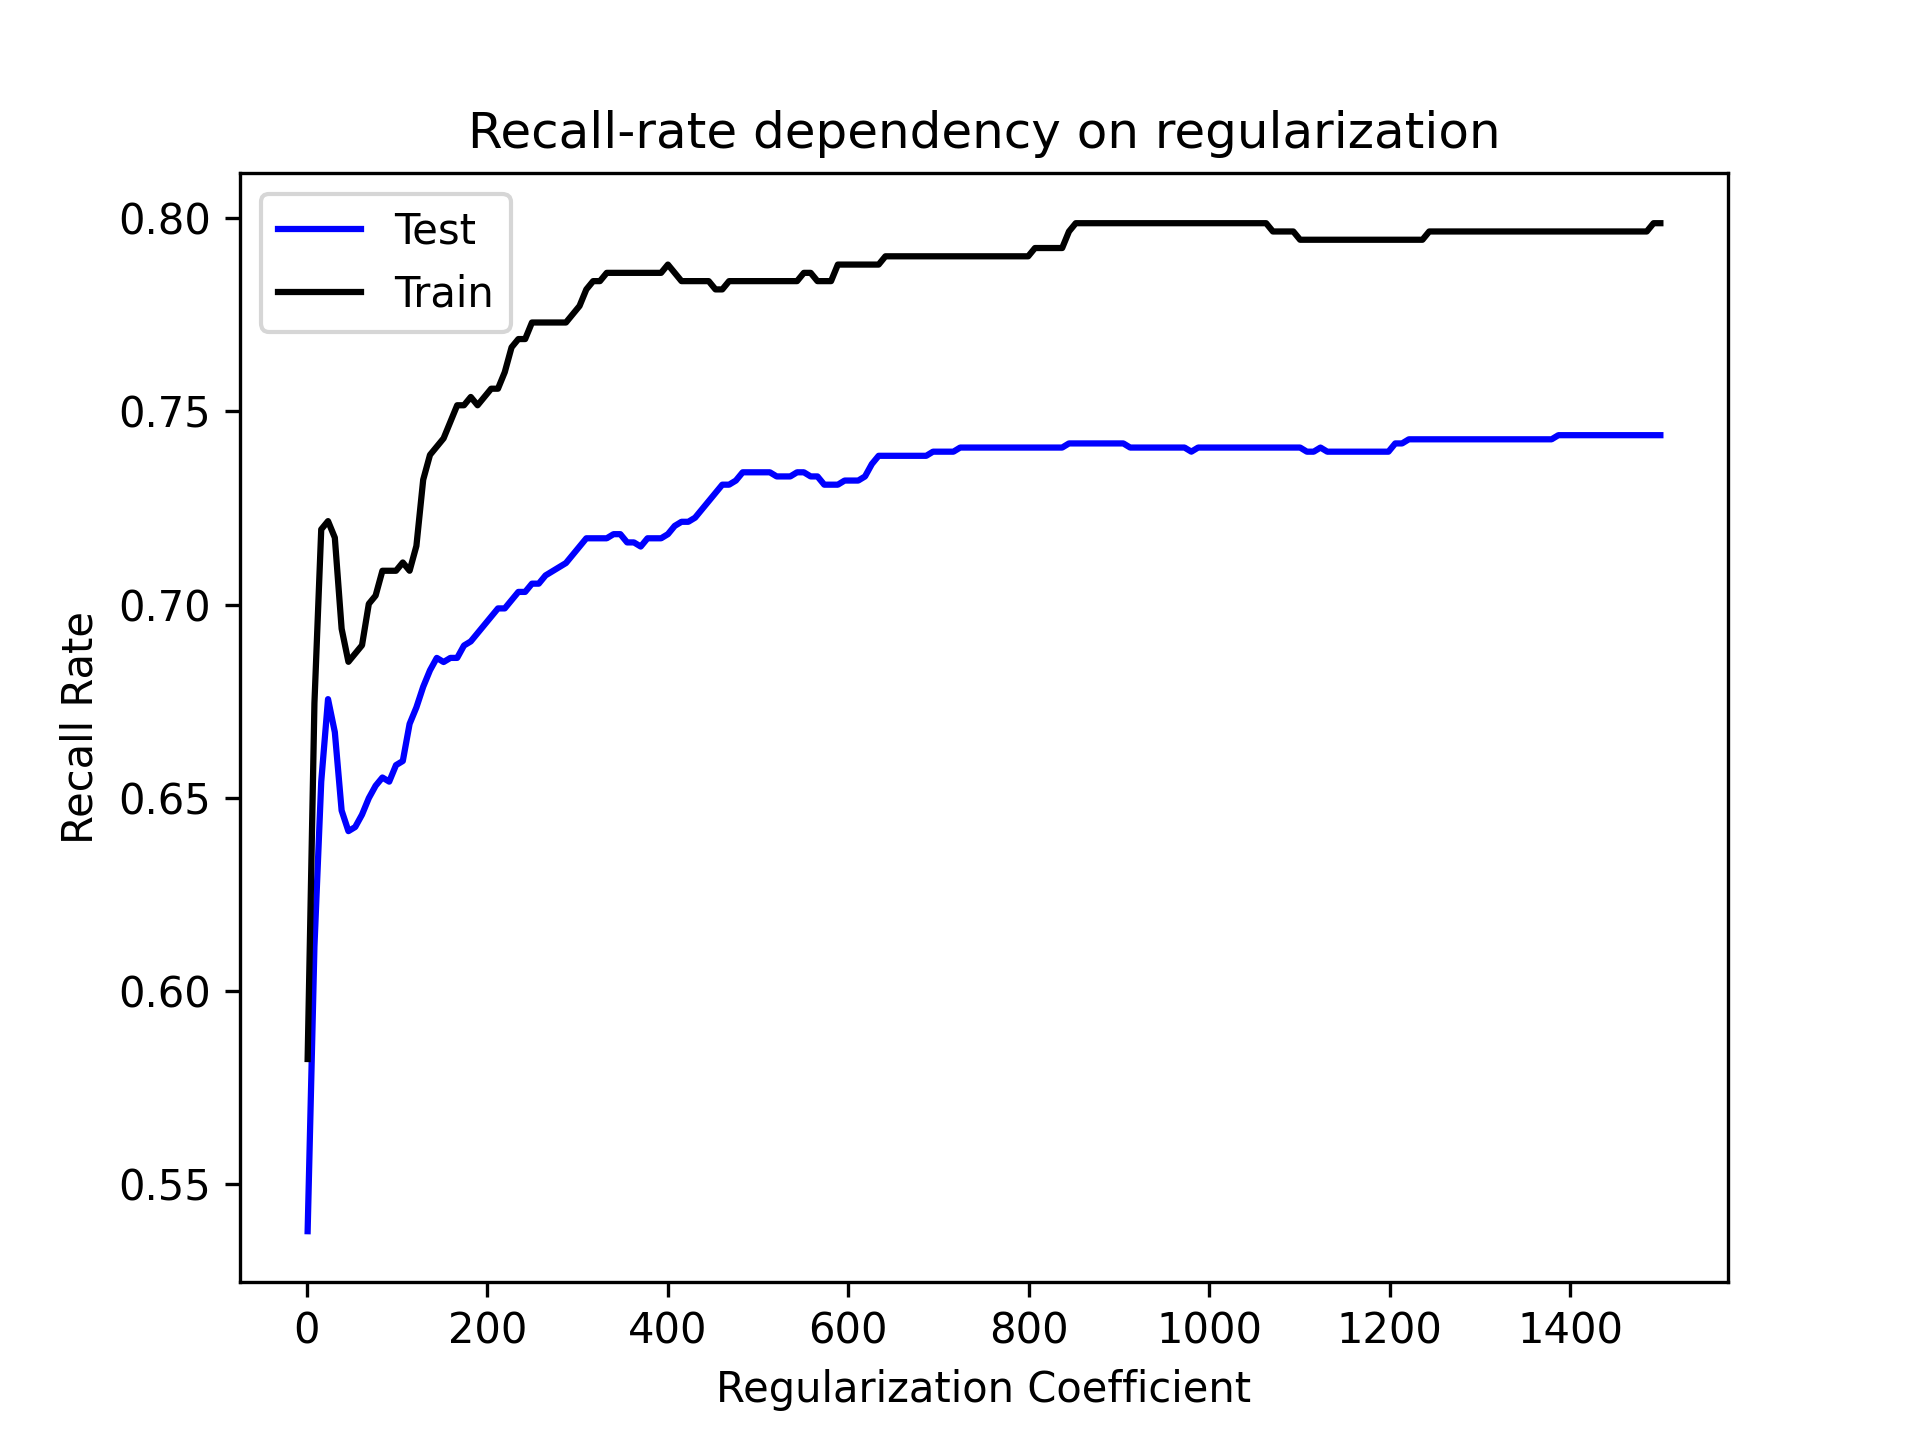 Recall-rate dependency on regularization
Test
Train
0.80
0.75
0.70
0.65
0.60
0.55
Recall Rate
0 200 400 600 800 1000 1200 1400
Regularization Coefficient